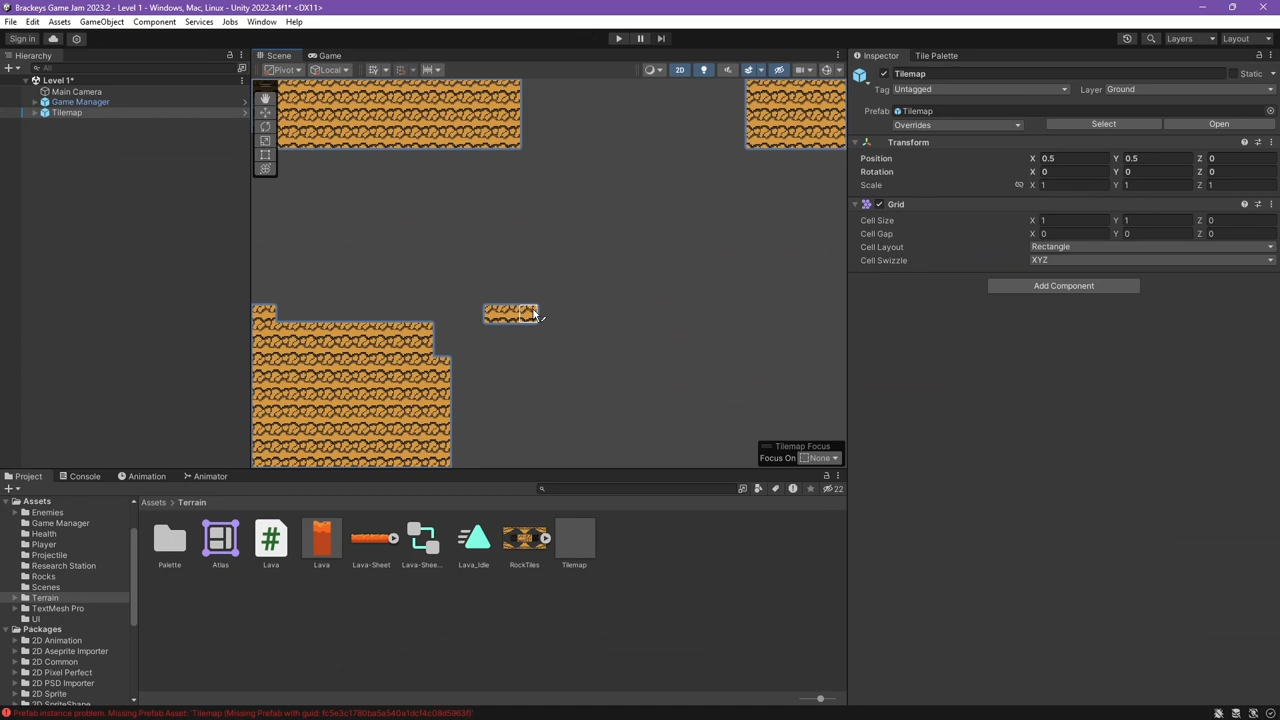 Brackeys Game Jam 2023.2 - Level 1 - Windows, Mac, Linux - Unity 2022.3.4f1* <DX11>
File Edit Assets GameObject Component Services Jobs Window Help
Sign in
Layers
Layout
Hierarchy
All
Level 1*
Main Camera
Game Manager
Tilemap
Scene
Game
Pivot
Local
2D
Tilemap Focus
Focus On
None
Inspector
Tile Palette
Tilemap
Static
Tag Untagged
Layer Ground
Prefab Tilemap
Overrides
Select
Open
Transform
Position X 0.5 Y 0.5 Z 0
Rotation X 0 Y 0 Z 0
Scale X 1 Y 1 Z 1
Grid
Cell Size X 1 Y 1 Z 0
Cell Gap X 0 Y 0 Z 0
Cell Layout Rectangle
Cell Swizzle XYZ
Add Component
Project
Console
Animation
Animator
22
Assets
Enemies
Game Manager
Health
Player
Projectile
Research Station
Rocks
Scenes
Terrain
TextMesh Pro
UI
Packages
2D Animation
2D Aseprite Importer
2D Common
2D Pixel Perfect
2D PSD Importer
2D Sprite
2D SpriteShape
Assets > Terrain
Palette
Atlas
Lava
Lava
Lava-Sheet
Lava-Shee...
Lava_Idle
RockTiles
Tilemap